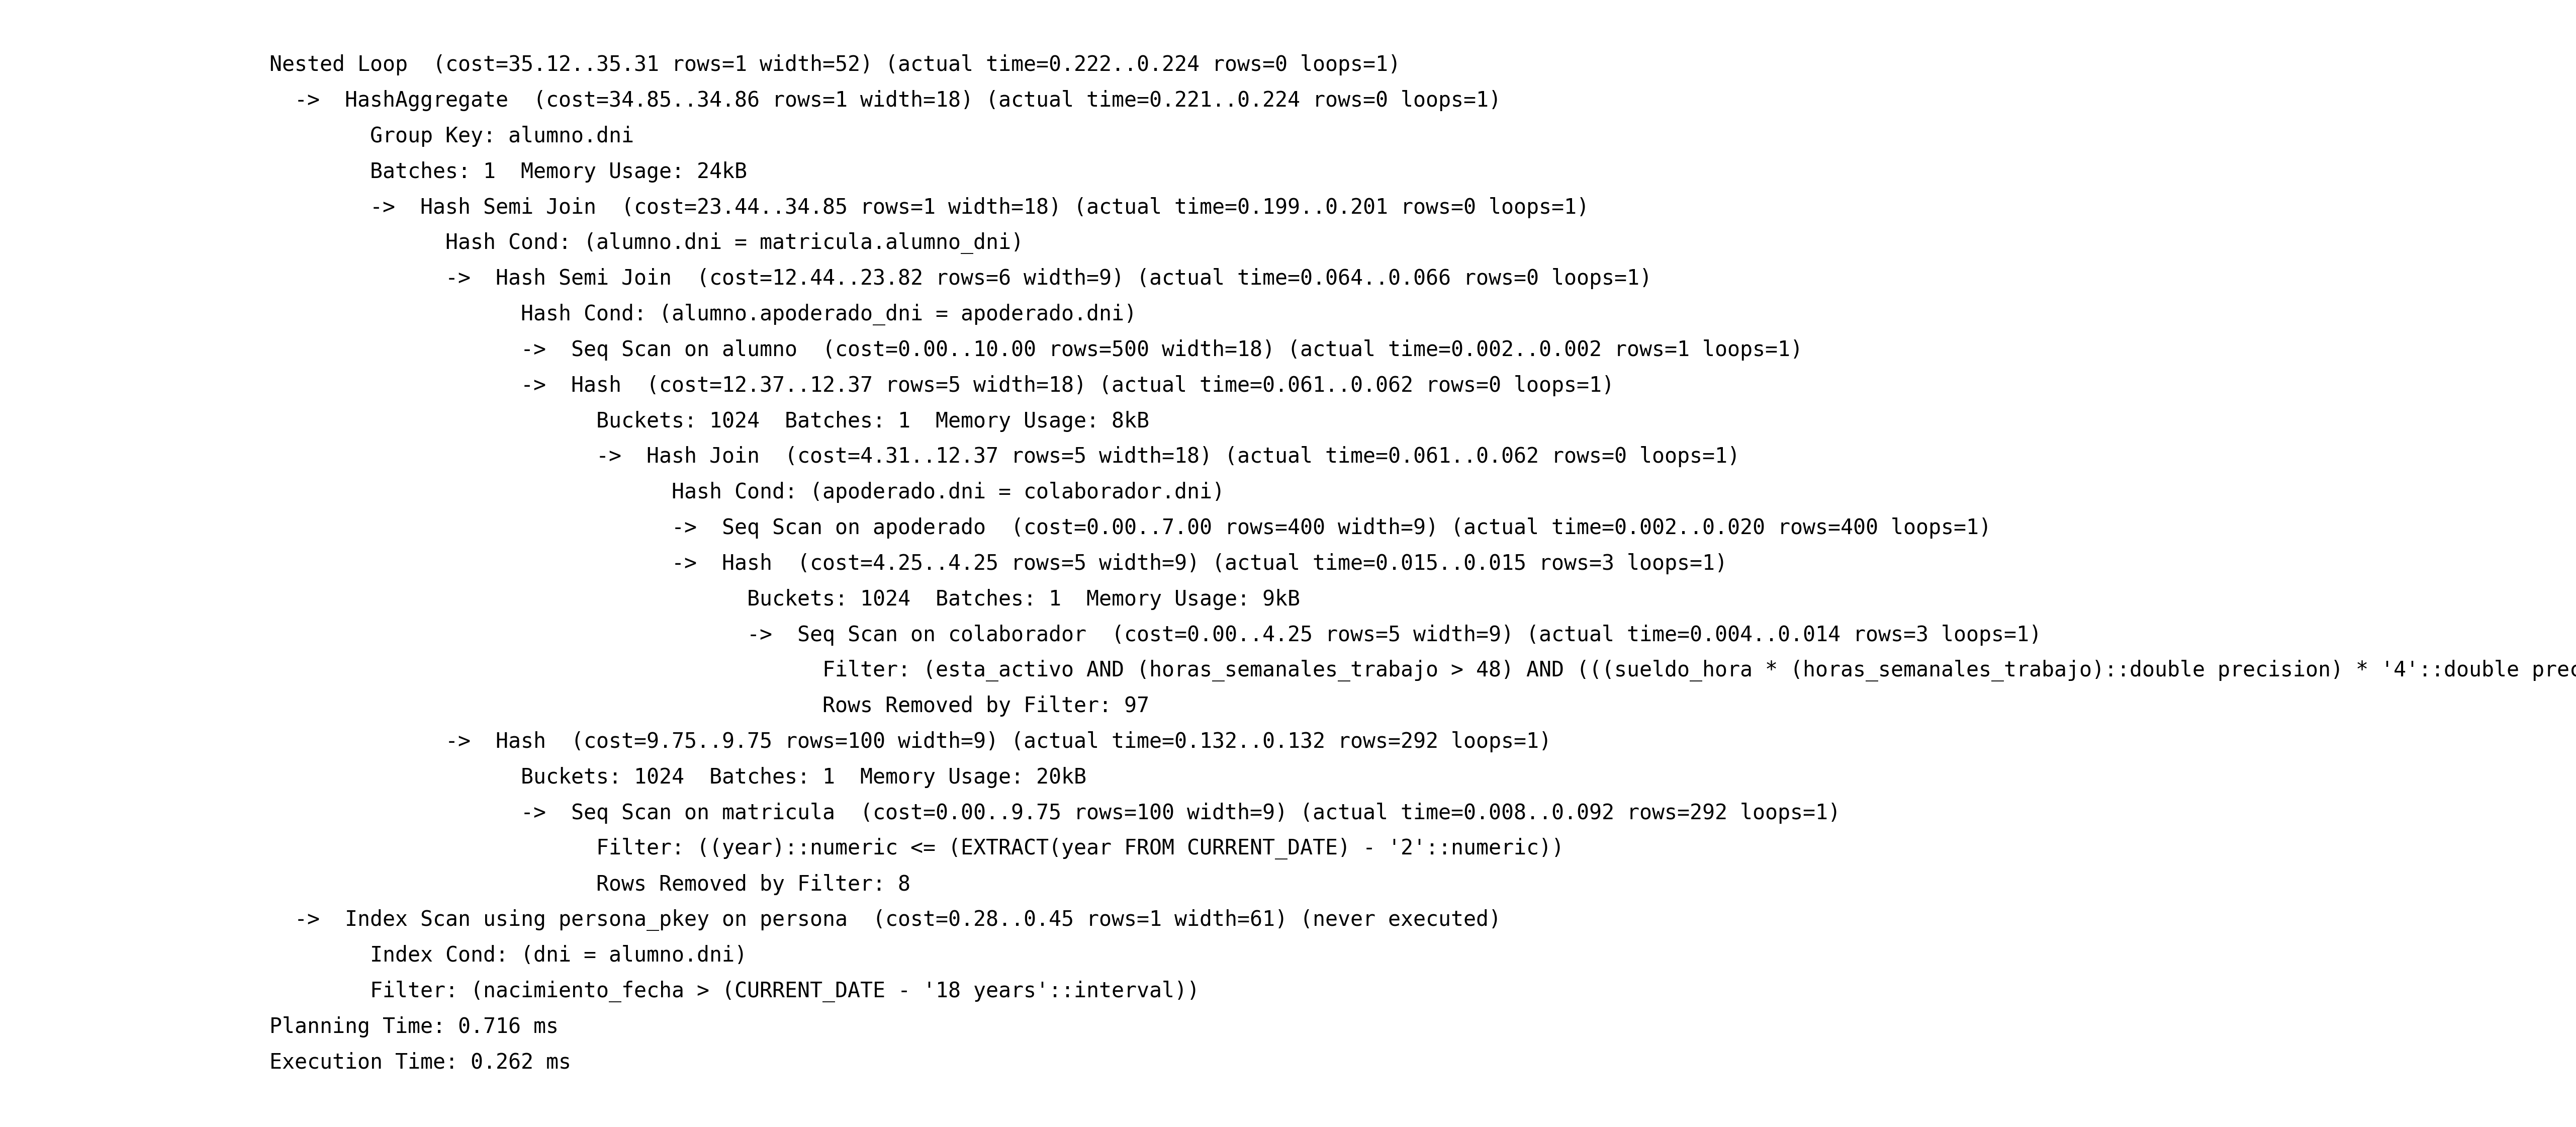 Nested Loop  (cost=35.12..35.31 rows=1 width=52) (actual time=0.222..0.224 rows=0 loops=1)
  ->  HashAggregate  (cost=34.85..34.86 rows=1 width=18) (actual time=0.221..0.224 rows=0 loops=1)
        Group Key: alumno.dni
        Batches: 1  Memory Usage: 24kB
        ->  Hash Semi Join  (cost=23.44..34.85 rows=1 width=18) (actual time=0.199..0.201 rows=0 loops=1)
              Hash Cond: (alumno.dni = matricula.alumno_dni)
              ->  Hash Semi Join  (cost=12.44..23.82 rows=6 width=9) (actual time=0.064..0.066 rows=0 loops=1)
                    Hash Cond: (alumno.apoderado_dni = apoderado.dni)
                    ->  Seq Scan on alumno  (cost=0.00..10.00 rows=500 width=18) (actual time=0.002..0.002 rows=1 loops=1)
                    ->  Hash  (cost=12.37..12.37 rows=5 width=18) (actual time=0.061..0.062 rows=0 loops=1)
                          Buckets: 1024  Batches: 1  Memory Usage: 8kB
                          ->  Hash Join  (cost=4.31..12.37 rows=5 width=18) (actual time=0.061..0.062 rows=0 loops=1)
                                Hash Cond: (apoderado.dni = colaborador.dni)
                                ->  Seq Scan on apoderado  (cost=0.00..7.00 rows=400 width=9) (actual time=0.002..0.020 rows=400 loops=1)
                                ->  Hash  (cost=4.25..4.25 rows=5 width=9) (actual time=0.015..0.015 rows=3 loops=1)
                                      Buckets: 1024  Batches: 1  Memory Usage: 9kB
                                      ->  Seq Scan on colaborador  (cost=0.00..4.25 rows=5 width=9) (actual time=0.004..0.014 rows=3 loops=1)
                                            Filter: (esta_activo AND (horas_semanales_trabajo > 48) AND (((sueldo_hora * (horas_semanales_trabajo)::double precision) * '4'::double
                                            Rows Removed by Filter: 97
              ->  Hash  (cost=9.75..9.75 rows=100 width=9) (actual time=0.132..0.132 rows=292 loops=1)
                    Buckets: 1024  Batches: 1  Memory Usage: 20kB
                    ->  Seq Scan on matricula  (cost=0.00..9.75 rows=100 width=9) (actual time=0.008..0.092 rows=292 loops=1)
                          Filter: ((year)::numeric <= (EXTRACT(year FROM CURRENT_DATE) - '2'::numeric))
                          Rows Removed by Filter: 8
  ->  Index Scan using persona_pkey on persona  (cost=0.28..0.45 rows=1 width=61) (never executed)
        Index Cond: (dni = alumno.dni)
        Filter: (nacimiento_fecha > (CURRENT_DATE - '18 years'::interval))
Planning Time: 0.716 ms
Execution Time: 0.262 ms